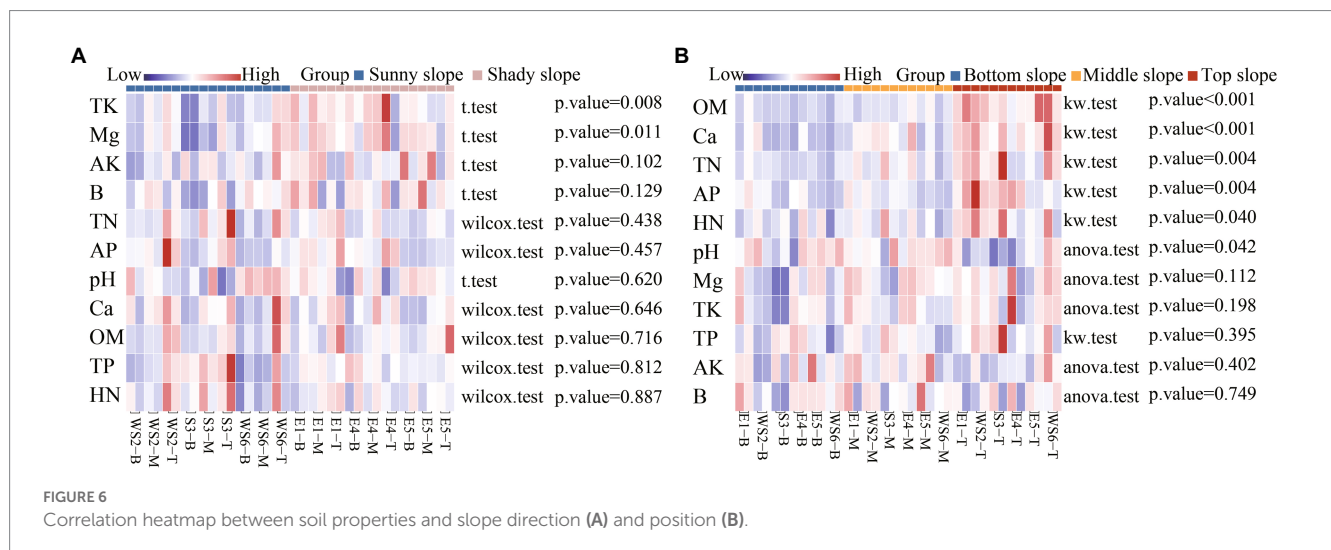 A
Low High Group Sunny slope Shady slope
TK t.test p.value=0.008
Mg t.test p.value=0.011
AK t.test p.value=0.102
B t.test p.value=0.129
TN wilcox.test p.value=0.438
AP wilcox.test p.value=0.457
pH t.test p.value=0.620
Ca wilcox.test p.value=0.646
OM wilcox.test p.value=0.716
TP wilcox.test p.value=0.812
HN wilcox.test p.value=0.887
WS2-B WS2-M WS2-T S3-B S3-M S3-T WS6-B WS6-M WS6-T E1-B E1-M E1-T E4-B E4-M E4-T E5-B E5-M E5-T
B
Low High Group Bottom slope Middle slope Top slope
OM kw.test p.value<0.001
Ca kw.test p.value<0.001
TN kw.test p.value=0.004
AP kw.test p.value=0.004
HN kw.test p.value=0.040
pH anova.test p.value=0.042
Mg anova.test p.value=0.112
TK anova.test p.value=0.198
TP kw.test p.value=0.395
AK anova.test p.value=0.402
B anova.test p.value=0.749
E1-B WS2-B S3-B E4-B E5-B WS6-B E1-M WS2-M S3-M E4-M E5-M WS6-M E1-T WS2-T S3-T E4-T E5-T WS6-T
FIGURE 6
Correlation heatmap between soil properties and slope direction (A) and position (B).